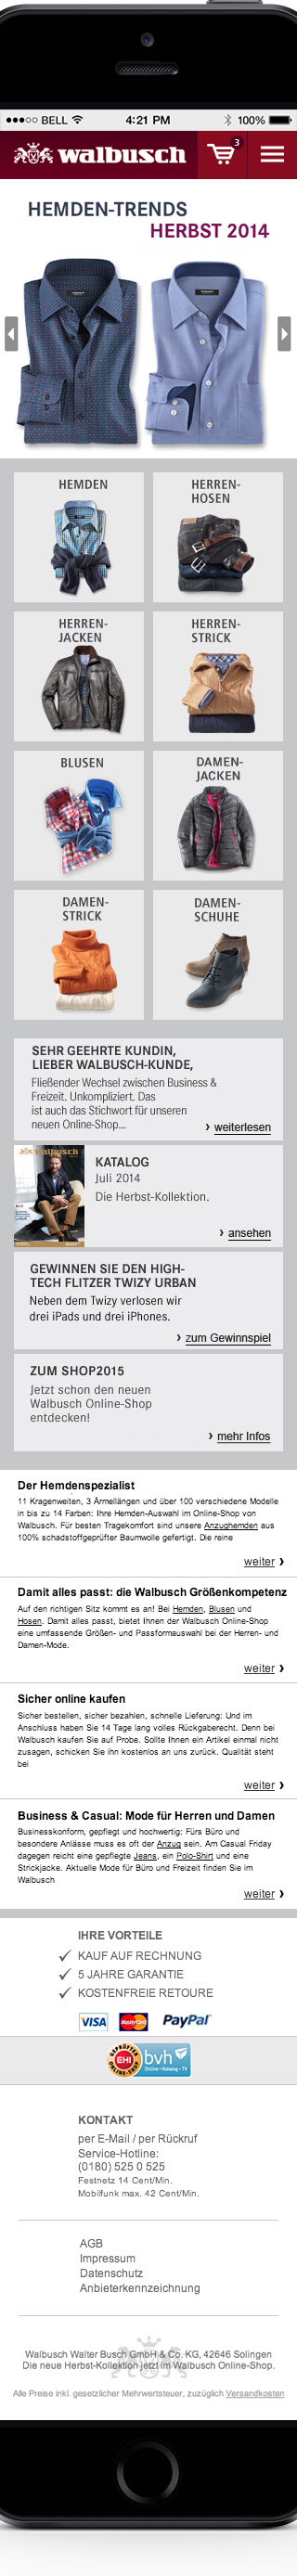 BELL 4:21 PM 100%
walbusch 3
HEMDEN-TRENDS
HERBST 2014
HEMDEN
HERREN-
HOSEN
HERREN-
JACKEN
HERREN-
STRICK
BLUSEN
DAMEN-
JACKEN
DAMEN-
STRICK
DAMEN-
SCHUHE
SEHR GEEHRTE KUNDIN,
LIEBER WALBUSCH-KUNDE,
Fließender Wechsel zwischen Business &
Freizeit. Unkompliziert. Das
ist auch das Stichwort für unseren
neuen Online-Shop...
› weiterlesen
walbusch
KATALOG
Juli 2014
Die Herbst-Kollektion.
› ansehen
GEWINNEN SIE DEN HIGH-
TECH FLITZER TWIZY URBAN
Neben dem Twizy verlosen wir
drei iPads und drei iPhones.
› zum Gewinnspiel
ZUM SHOP2015
Jetzt schon den neuen
Walbusch Online-Shop
entdecken!
› mehr Infos
Der Hemdenspezialist
11 Kragenweiten, 3 Ärmellängen und über 100 verschiedene Modelle
in bis zu 14 Farben: Ihre Hemden-Auswahl im Online-Shop von
Walbusch. Für besten Tragekomfort sind unsere Anzughemden aus
100% schadstoffgeprüfter Baumwolle gefertigt. Die reine
weiter ›
Damit alles passt: die Walbusch Größenkompetenz
Auf den richtigen Sitz kommt es an! Bei Hemden, Blusen und
Hosen. Damit alles passt, bietet Ihnen der Walbusch Online-Shop
eine umfassende Größen- und Passformauswahl bei der Herren- und
Damen-Mode.
weiter ›
Sicher online kaufen
Sicher bestellen, sicher bezahlen, schnelle Lieferung: Und im
Anschluss haben Sie 14 Tage lang volles Rückgaberecht. Denn bei
Walbusch kaufen Sie auf Probe. Sollte Ihnen ein Artikel einmal nicht
zusagen, schicken Sie ihn kostenlos an uns zurück. Qualität steht
bei
weiter ›
Business & Casual: Mode für Herren und Damen
Businesskonform, gepflegt und hochwertig: Fürs Büro und
besondere Anlässe muss es oft der Anzug sein. Am Casual Friday
dagegen reicht eine gepflegte Jeans, ein Polo-Shirt und eine
Strickjacke. Aktuelle Mode für Büro und Freizeit finden Sie im
Walbusch
weiter ›
IHRE VORTEILE
KAUF AUF RECHNUNG
5 JAHRE GARANTIE
KOSTENFREIE RETOURE
VISA MasterCard PayPal
GEPRÜFTER ONLINE-SHOP EHI bvh
Online • Katalog • TV
KONTAKT
per E-Mail / per Rückruf
Service-Hotline:
(0180) 525 0 525
Festnetz 14 Cent/Min.
Mobilfunk max. 42 Cent/Min.
AGB
Impressum
Datenschutz
Anbieterkennzeichnung
Walbusch Walter Busch GmbH & Co. KG, 42646 Solingen
Die neue Herbst-Kollektion jetzt im Walbusch Online-Shop.
Alle Preise inkl. gesetzlicher Mehrwertsteuer, zuzüglich Versandkosten